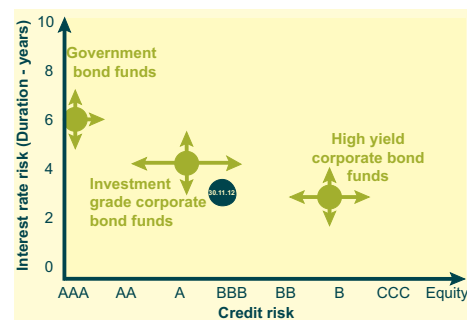 Interest rate risk (Duration - years)
10
8
6
4
2
0
Government
bond funds
Investment
grade corporate
bond funds
30.11.12
High yield
corporate bond
funds
AAA AA A BBB BB B CCC Equity
Credit risk